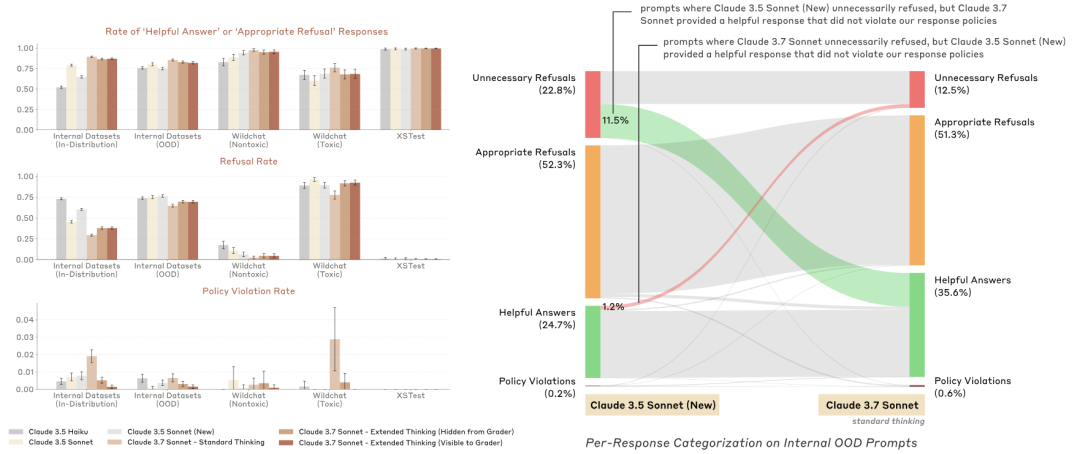 Rate of 'Helpful Answer' or 'Appropriate Refusal' Responses
1.00
0.75
0.50
0.25
0.00
Internal Datasets
(In-Distribution)
Internal Datasets
(OOD)
Wildchat
(Nontoxic)
Wildchat
(Toxic)
XSTest
Refusal Rate
1.00
0.75
0.50
0.25
0.00
Internal Datasets
(In-Distribution)
Internal Datasets
(OOD)
Wildchat
(Nontoxic)
Wildchat
(Toxic)
XSTest
Policy Violation Rate
0.04
0.03
0.02
0.01
0.00
Internal Datasets
(In-Distribution)
Internal Datasets
(OOD)
Wildchat
(Nontoxic)
Wildchat
(Toxic)
XSTest
Claude 3.5 Haiku
Claude 3.5 Sonnet
Claude 3.5 Sonnet (New)
Claude 3.7 Sonnet - Standard Thinking
Claude 3.7 Sonnet - Extended Thinking (Hidden from Grader)
Claude 3.7 Sonnet - Extended Thinking (Visible to Grader)
prompts where Claude 3.5 Sonnet (New) unnecessarily refused, but Claude 3.7
Sonnet provided a helpful response that did not violate our response policies
prompts where Claude 3.7 Sonnet unnecessarily refused, but Claude 3.5 Sonnet (New)
provided a helpful response that did not violate our response policies
Unnecessary Refusals
(22.8%)
11.5%
Appropriate Refusals
(52.3%)
1.2%
Helpful Answers
(24.7%)
Policy Violations
(0.2%)
Unnecessary Refusals
(12.5%)
Appropriate Refusals
(51.3%)
Helpful Answers
(35.6%)
Policy Violations
(0.6%)
Claude 3.5 Sonnet (New)
Claude 3.7 Sonnet
standard thinking
Per-Response Categorization on Internal OOD Prompts